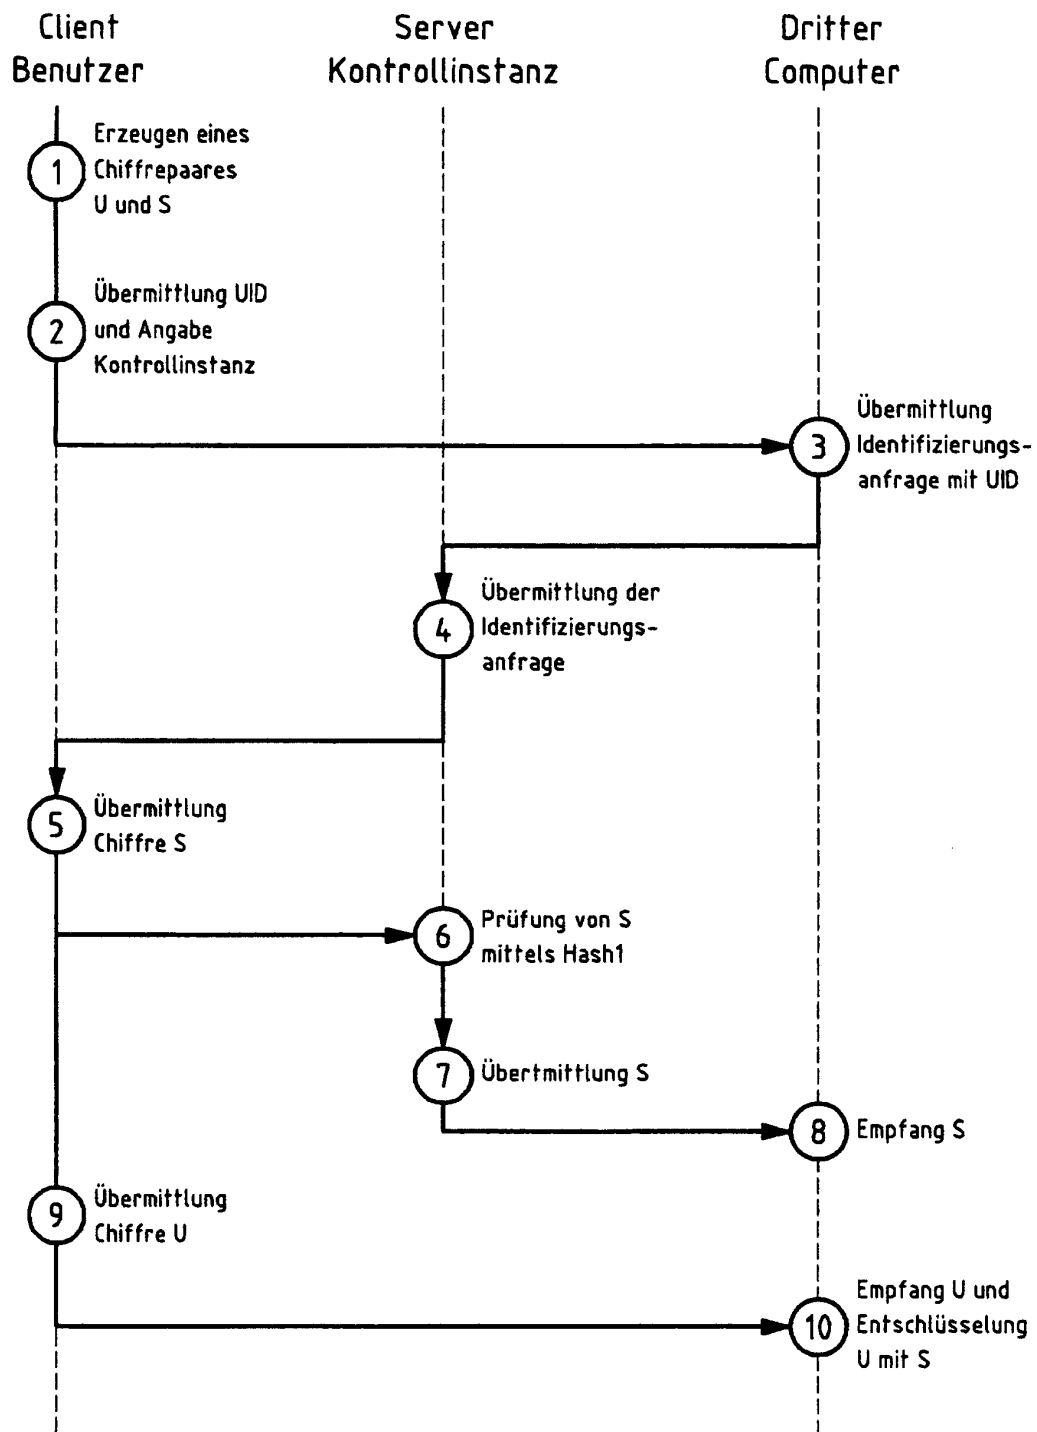 Client
Benutzer
Server
Kontrollinstanz
Dritter
Computer
1
Erzeugen eines
Chiffrepaares
U und S
2
Übermittlung UID
und Angabe
Kontrollinstanz
3
Übermittlung
Identifizierungs-
anfrage mit UID
4
Übermittlung der
Identifizierungs-
anfrage
5
Übermittlung
Chiffre S
6
Prüfung von S
mittels Hash1
7
Übertmittlung S
8
Empfang S
9
Übermittlung
Chiffre U
10
Empfang U und
Entschlüsselung
U mit S